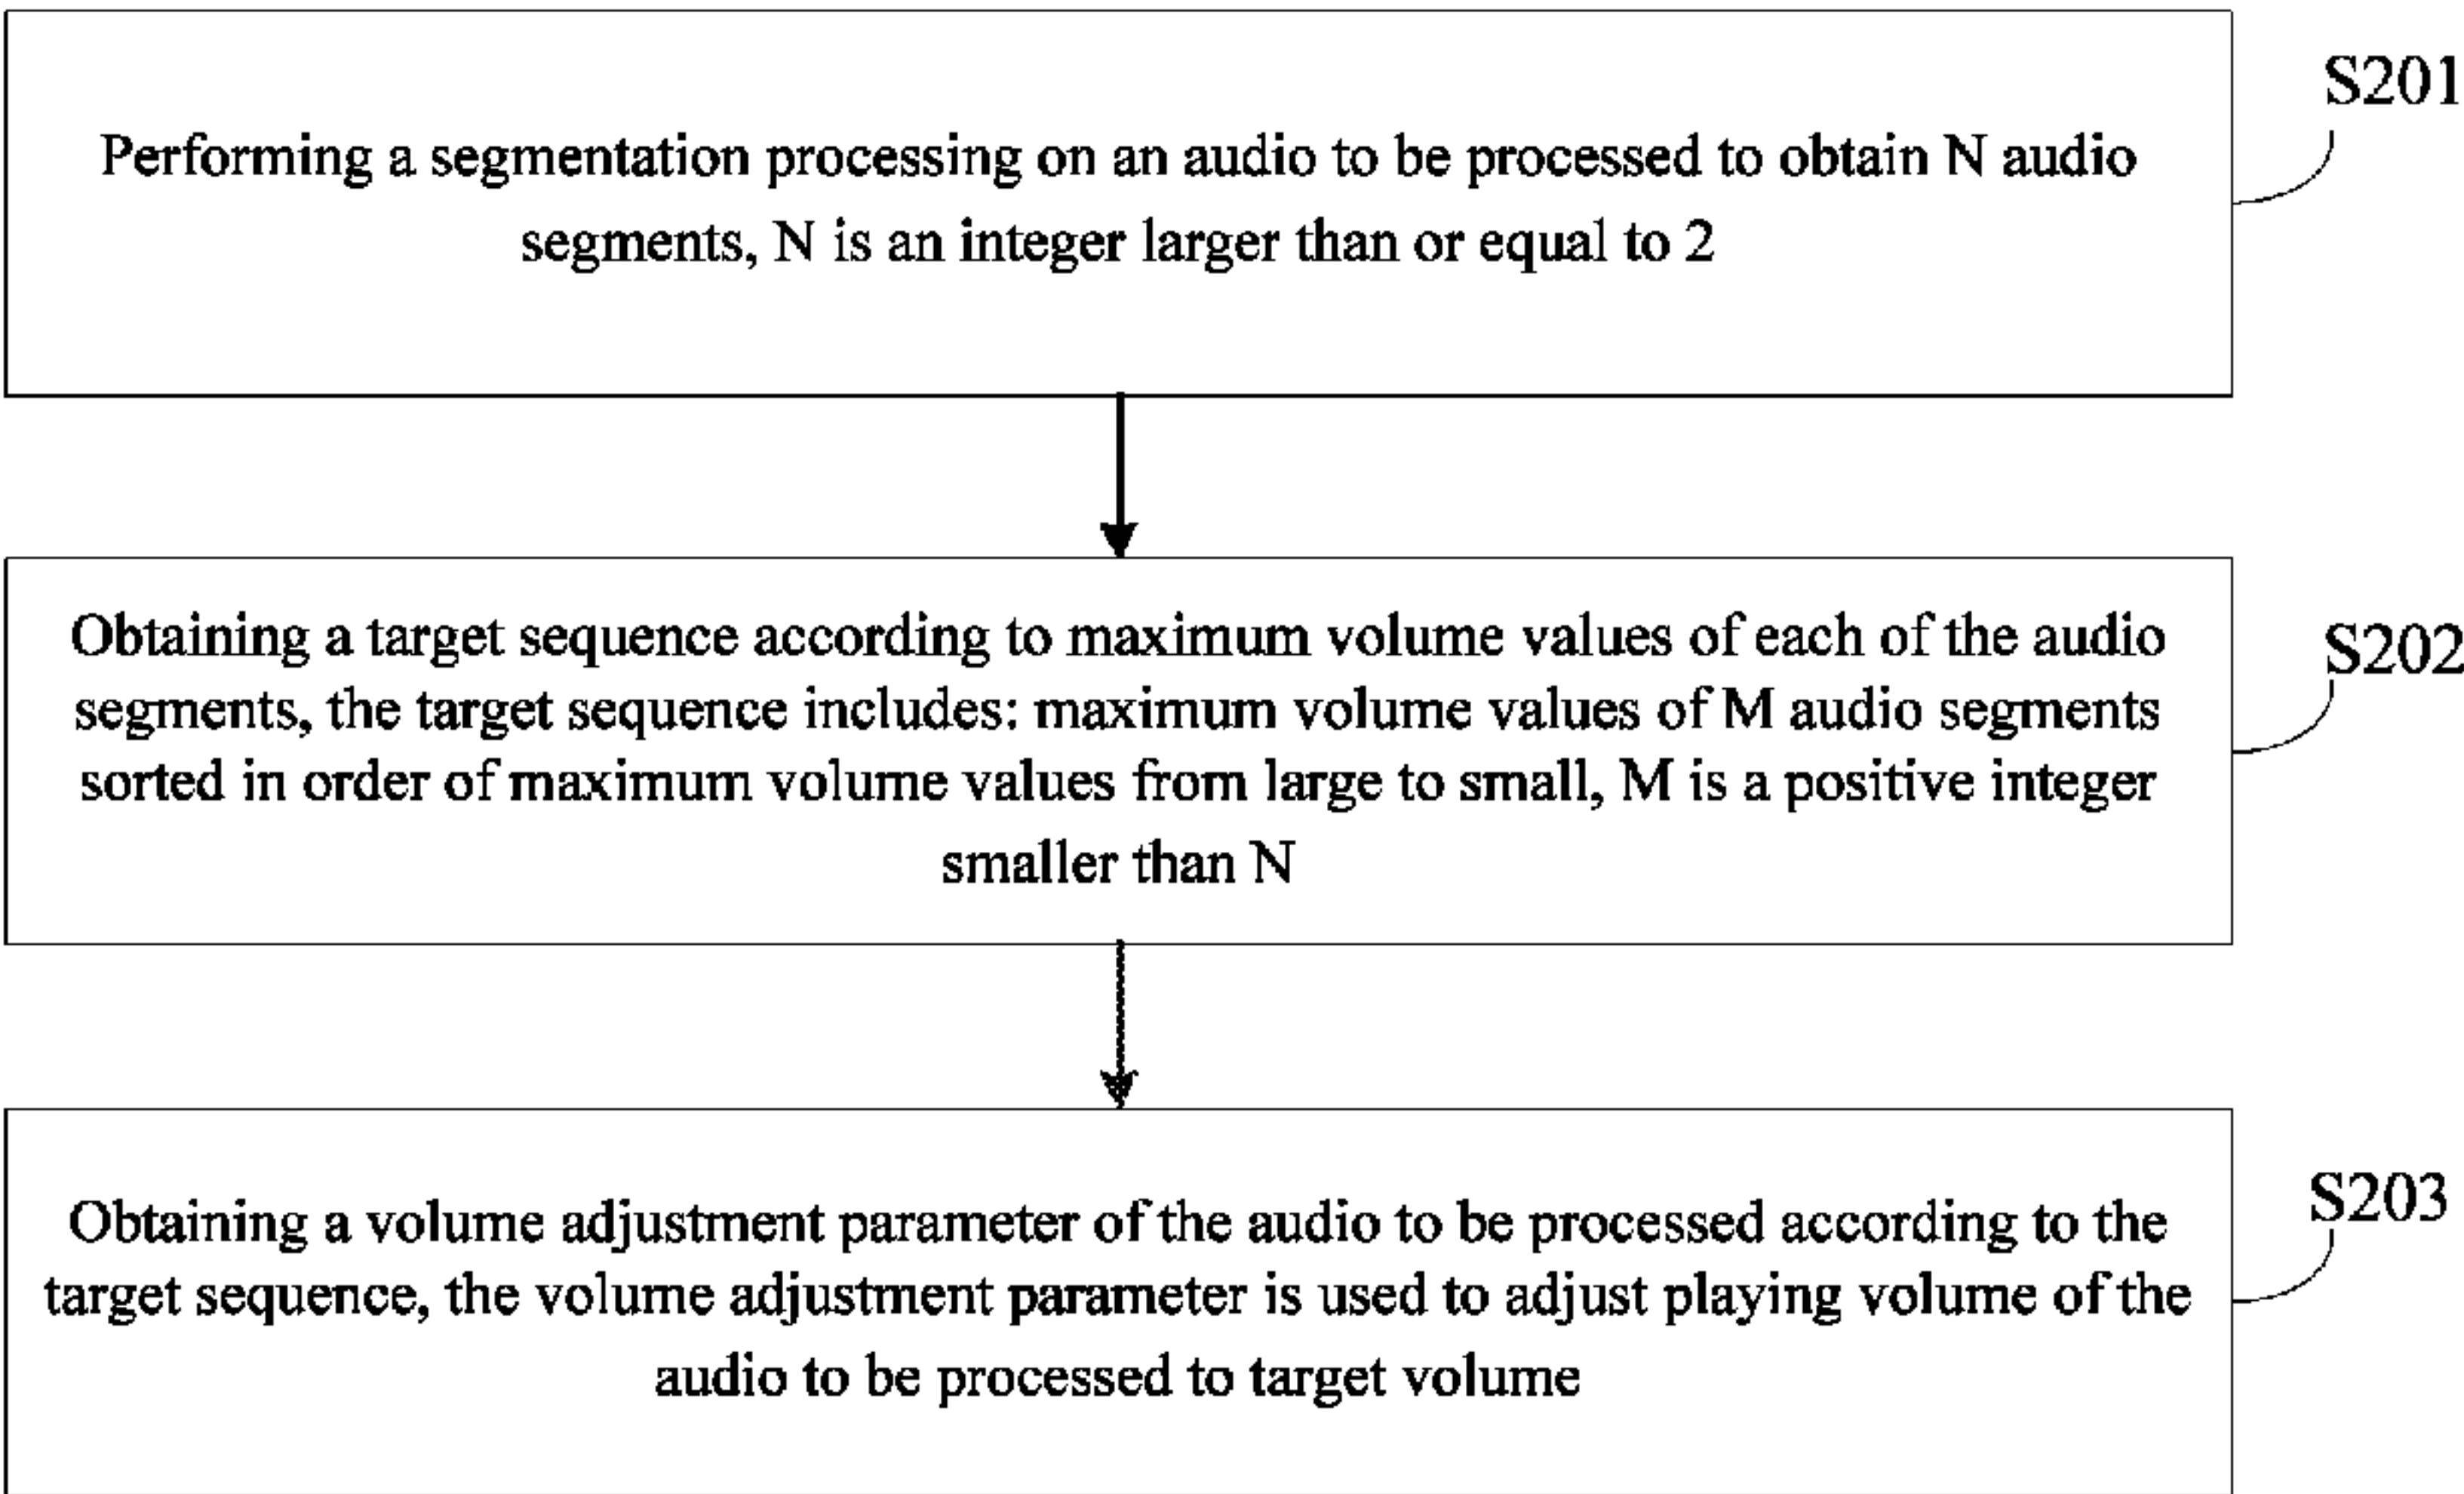 S201
Performing a segmentation processing on an audio to be processed to obtain N audio
segments, N is an integer larger than or equal to 2
S202
Obtaining a target sequence according to maximum volume values of each of the audio
segments, the target sequence includes: maximum volume values of M audio segments
sorted in order of maximum volume values from large to small, M is a positive integer
smaller than N
S203
Obtaining a volume adjustment parameter of the audio to be processed according to the
target sequence, the volume adjustment parameter is used to adjust playing volume of the
audio to be processed to target volume